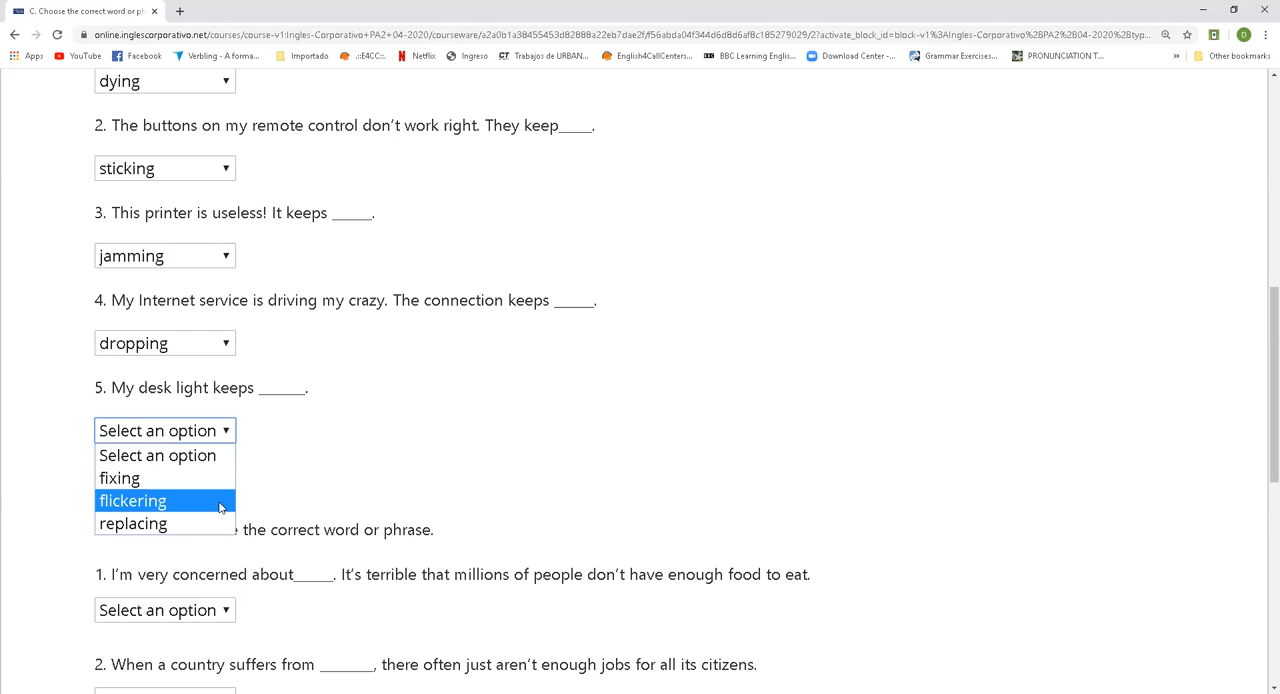 C. Choose the correct word or ph
online.inglescorporativo.net/courses/course-v1:Ingles-Corporativo+PA2+04-2020/courseware/a2a0b1a38455453d82888a22eb7dae2f/f56abda04f344d6d8d6af8c185279029/2?activate_block_id=block-v1%3AIngles-Corporativo%2BPA2%2B04-2020%2Btyp...
D
Apps YouTube Facebook Verbling - A forma... Importado .::E4CC::. Netflix Ingreso Trabajos de URBAN... English4CallCenters... BBC Learning Englis... Download Center -... Grammar Exercises... PRONUNCIATION T... » Other bookmarks
dying
2. The buttons on my remote control don't work right. They keep____.
sticking
3. This printer is useless! It keeps _____.
jamming
4. My Internet service is driving my crazy. The connection keeps _____.
dropping
5. My desk light keeps ______.
Select an option
Select an option
fixing
flickering
replacing
the correct word or phrase.
1. I'm very concerned about_____. It's terrible that millions of people don't have enough food to eat.
Select an option
2. When a country suffers from _______, there often just aren't enough jobs for all its citizens.